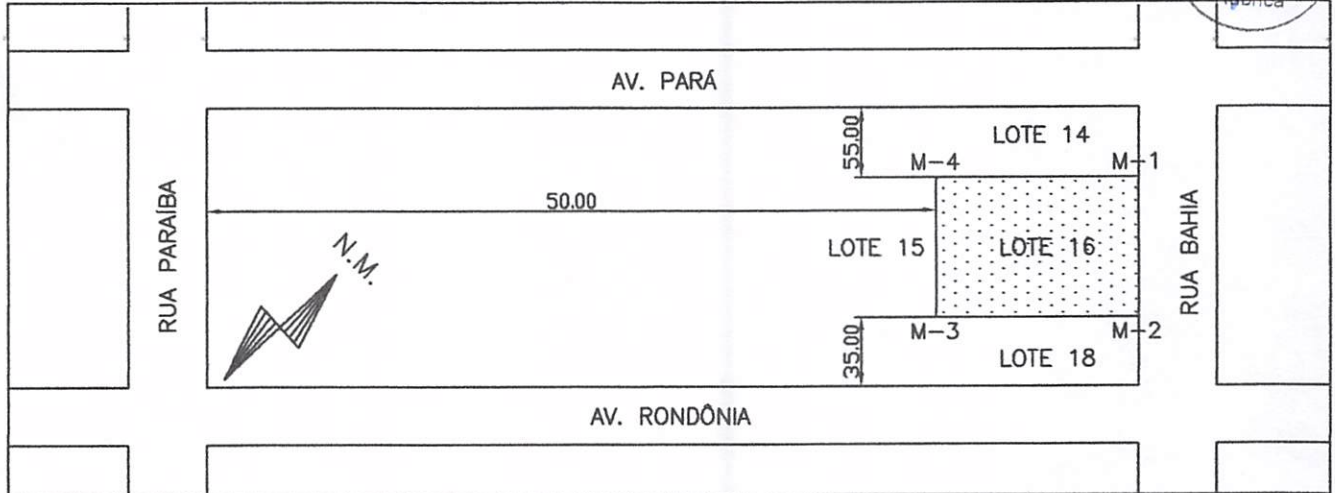 AV. PARÁ
55.00
LOTE 14
M-4
M-1
50.00
RUA PARAÍBA
N.M.
LOTE 15
LOTE 16
RUA BAHIA
M-3
M-2
35.00
LOTE 18
AV. RONDÔNIA